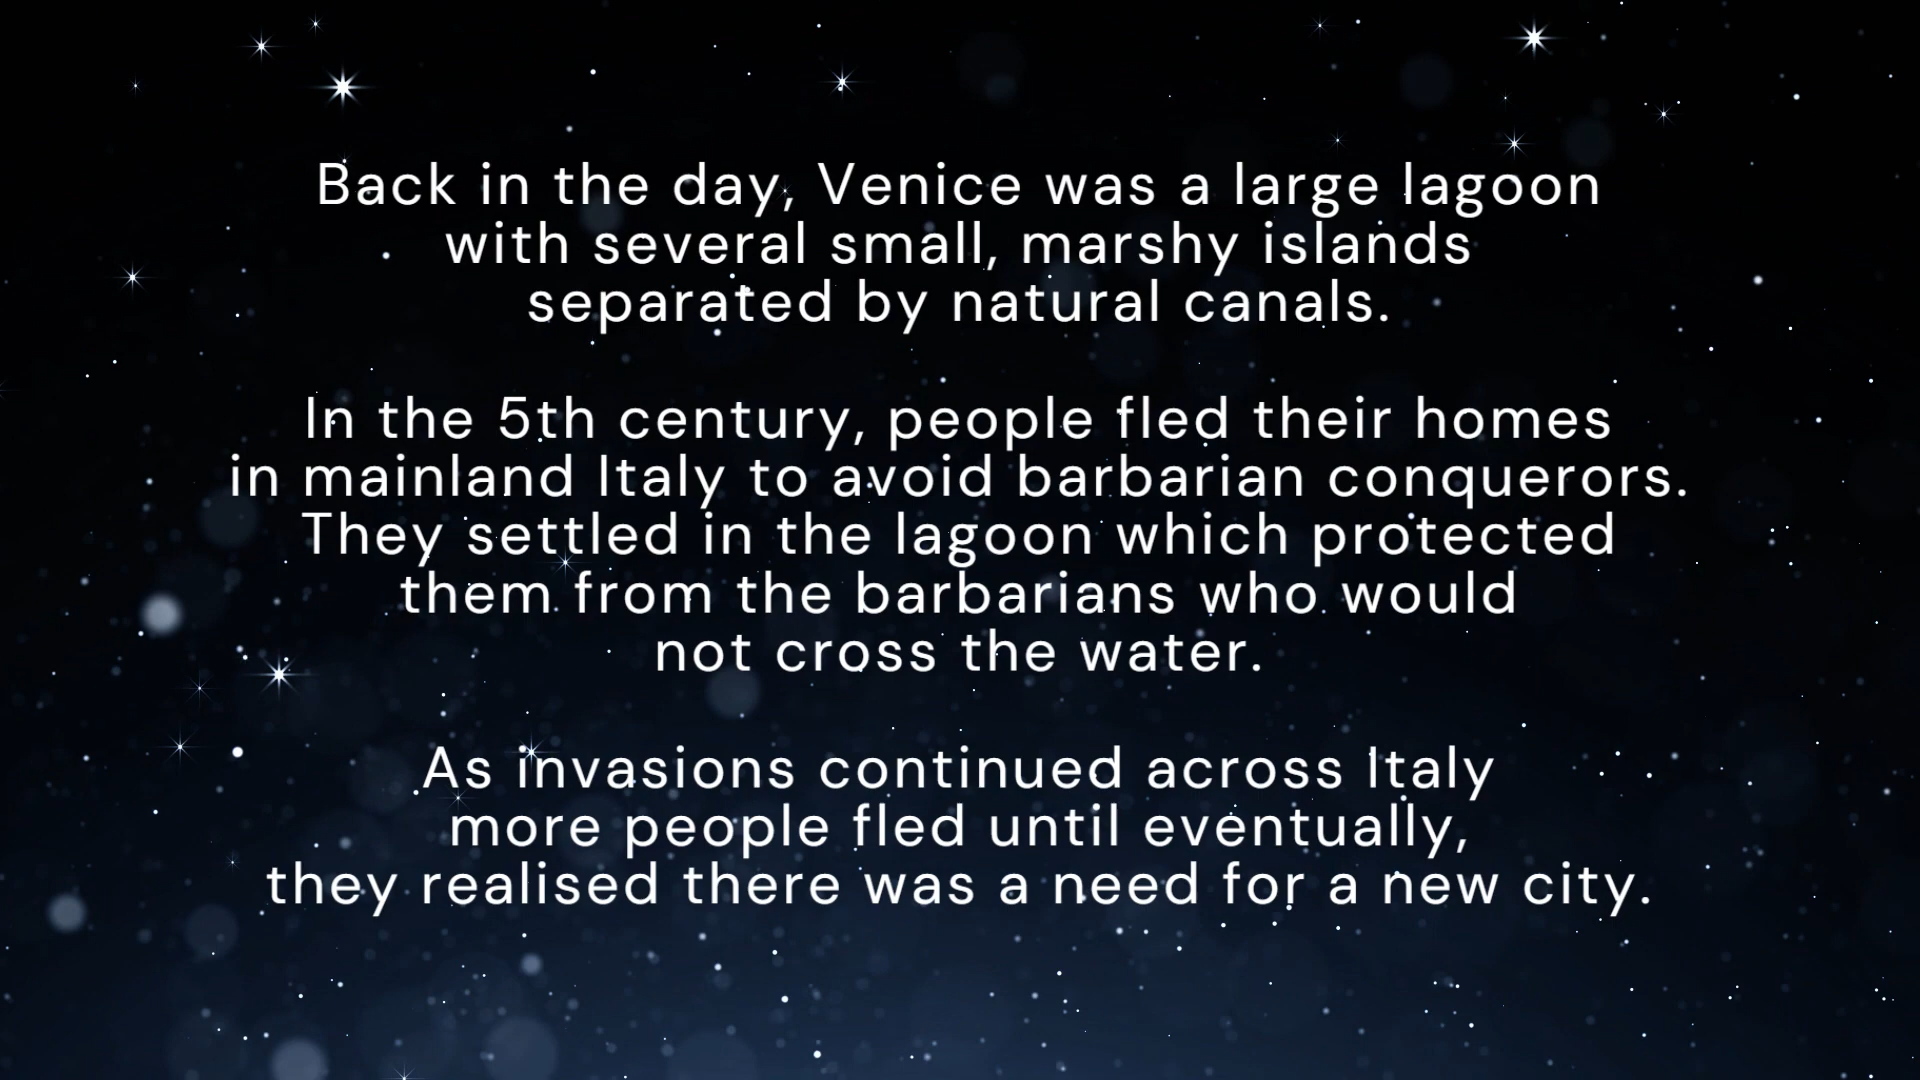 Back in the day, Venice was a large lagoon
with several small, marshy islands
separated by natural canals.
In the 5th century, people fled their homes
in mainland Italy to avoid barbarian conquerors.
They settled in the lagoon which protected
them from the barbarians who would
not cross the water.
As invasions continued across Italy
more people fled until eventually,
they realised there was a need for a new city.